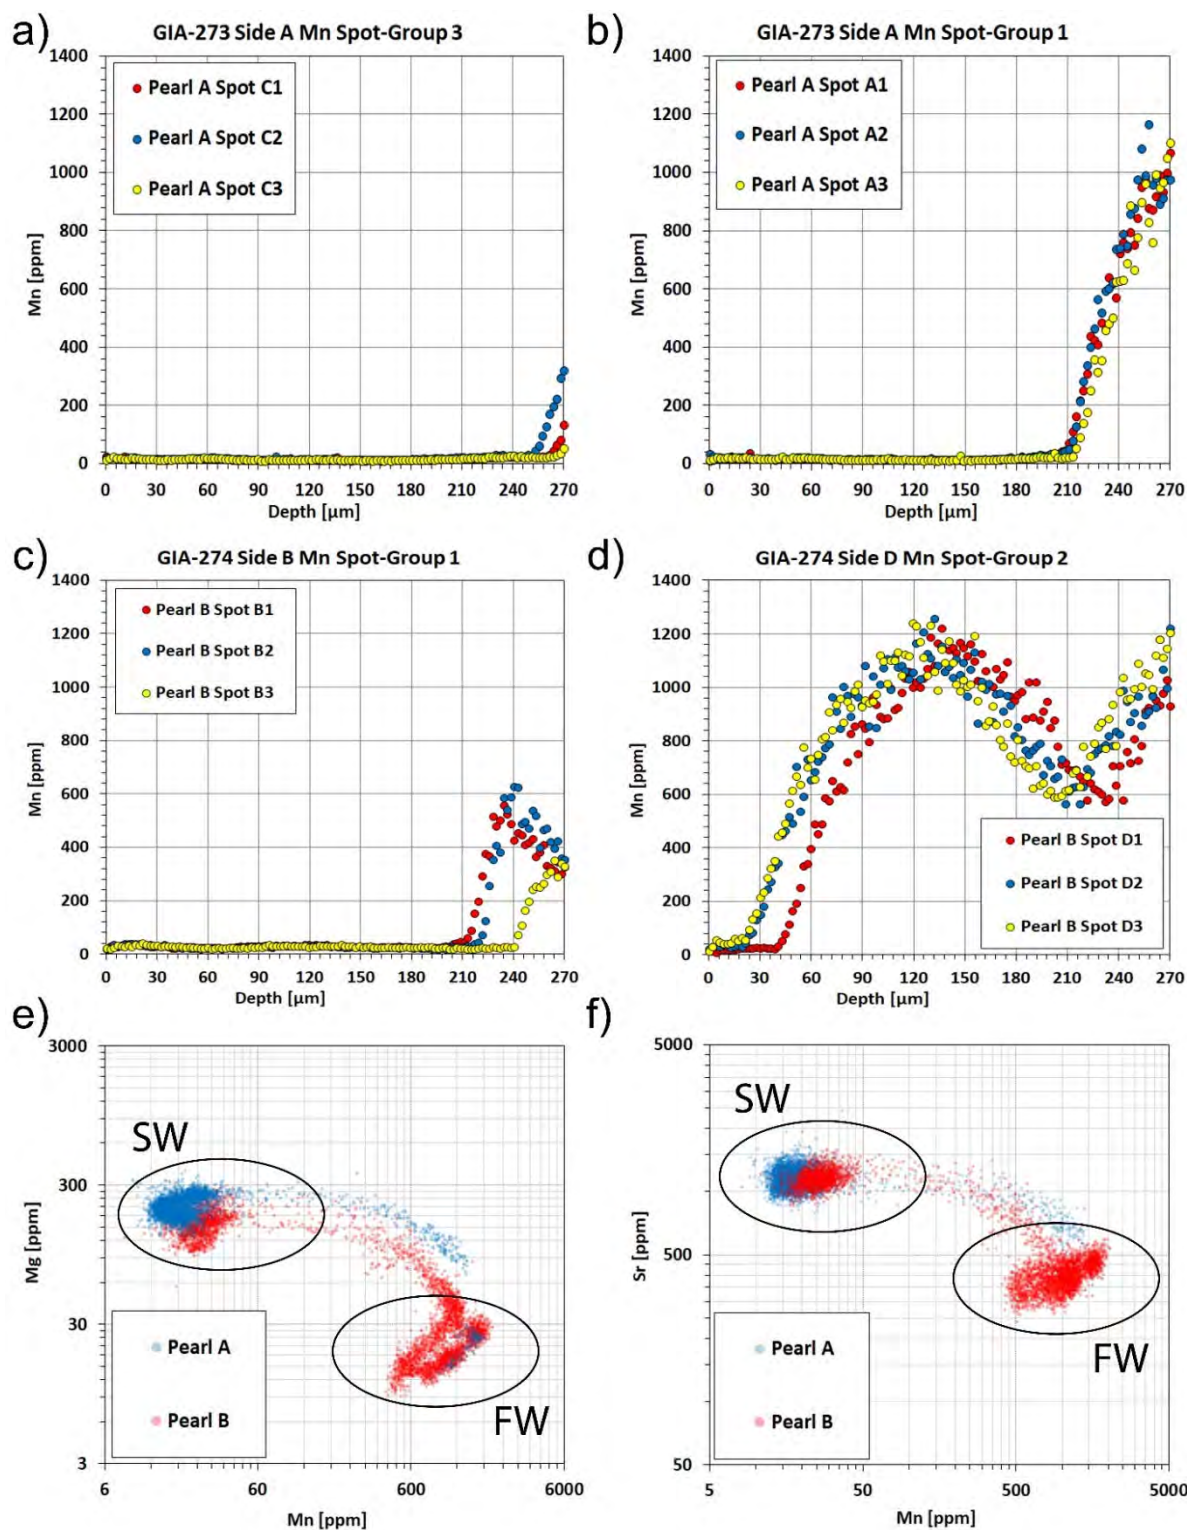 a)
GIA-273 Side A Mn Spot-Group 3
1400
1200
1000
800
600
400
200
0
Mn [ppm]
Pearl A Spot C1
Pearl A Spot C2
Pearl A Spot C3
0 30 60 90 120 150 180 210 240 270
Depth [µm]
b)
GIA-273 Side A Mn Spot-Group 1
1400
1200
1000
800
600
400
200
0
Mn [ppm]
Pearl A Spot A1
Pearl A Spot A2
Pearl A Spot A3
0 30 60 90 120 150 180 210 240 270
Depth [µm]
c)
GIA-274 Side B Mn Spot-Group 1
1400
1200
1000
800
600
400
200
0
Mn [ppm]
Pearl B Spot B1
Pearl B Spot B2
Pearl B Spot B3
0 30 60 90 120 150 180 210 240 270
Depth [µm]
d)
GIA-274 Side D Mn Spot-Group 2
1400
1200
1000
800
600
400
200
0
Mn [ppm]
Pearl B Spot D1
Pearl B Spot D2
Pearl B Spot D3
0 30 60 90 120 150 180 210 240 270
Depth [µm]
e)
3000
300
30
3
Mg [ppm]
SW
FW
Pearl A
Pearl B
6 60 600 6000
Mn [ppm]
f)
5000
500
50
Sr [ppm]
SW
FW
Pearl A
Pearl B
5 50 500 5000
Mn [ppm]